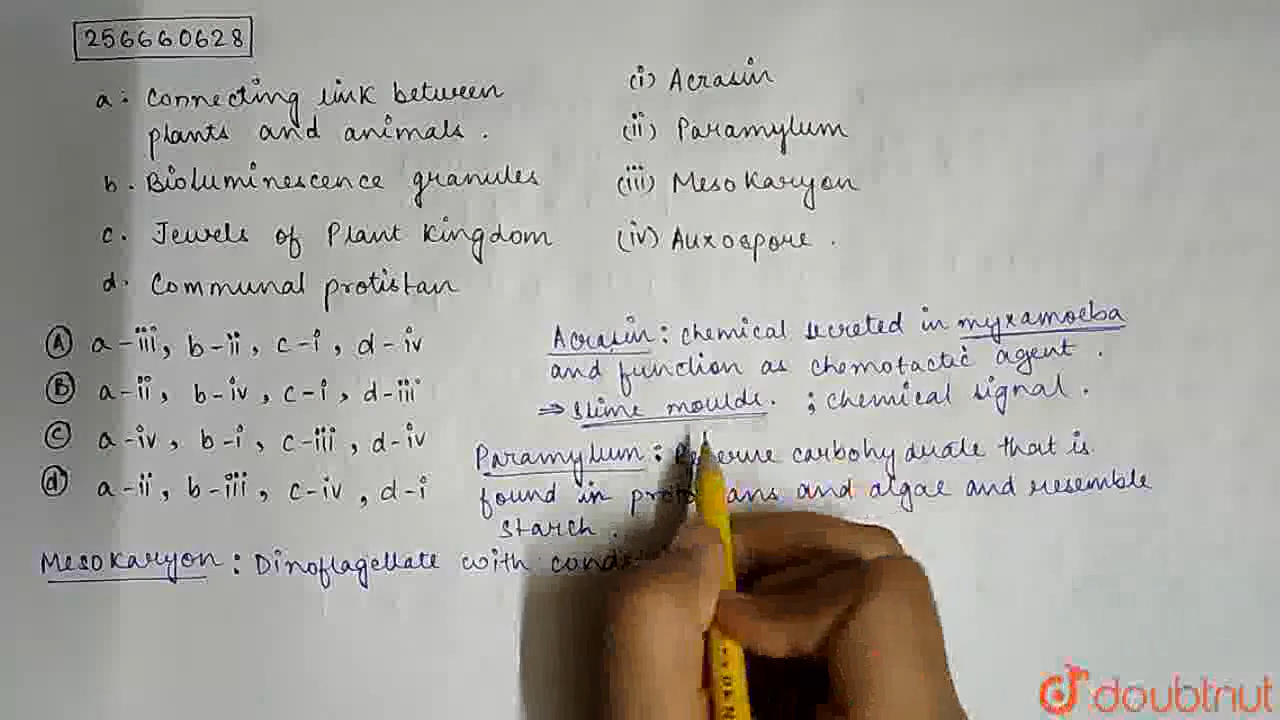 256660628
a: Connecting link between
plants and animals.
b. Bioluminescence granules
c. Jewels of Plant Kingdom
d. Communal protistan
(i) Acrasin
(ii) Paramylum
(iii) Mesokaryon
(iv) Auxospore.
(A) a-iii, b-ii, c-i, d-iv
(B) a-ii, b-iv, c-i, d-iii
(C) a-iv, b-i, c-iii, d-iv
(d) a-ii, b-iii, c-iv, d-i
Acrasin: chemical secreted in myxamoeba
and function as chemotactic agent.
⇒ slime moulds. ; chemical signal.
Paramylum: carbohydrate that is
found in and algae and resemble
starch.
Mesokaryon: Dinoflagellate with
doubtnut